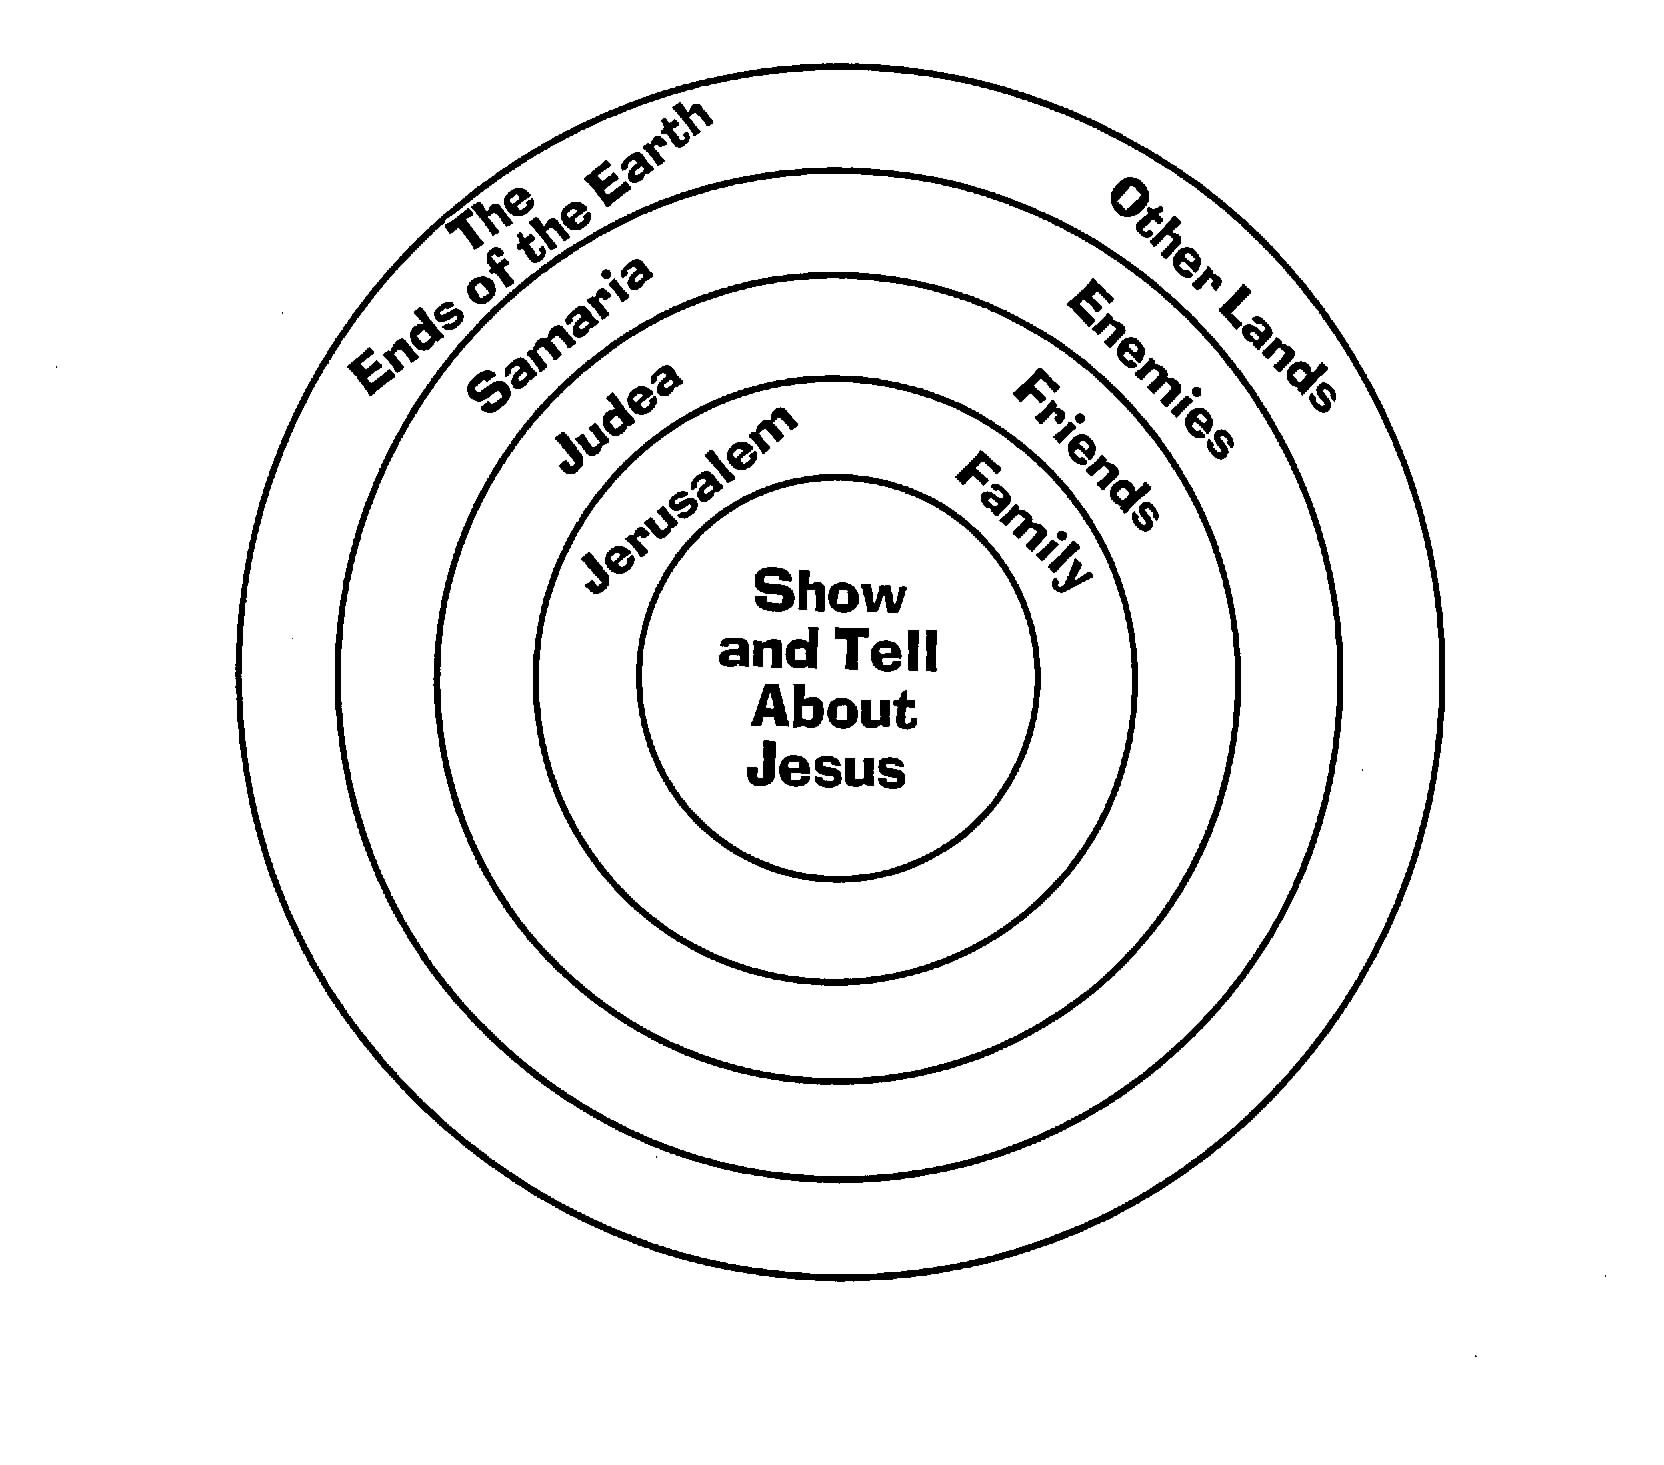 The
Ends of the Earth
Other Lands
Samaria
Enemies
Judea
Friends
Jerusalem
Family
Show
and Tell
About
Jesus